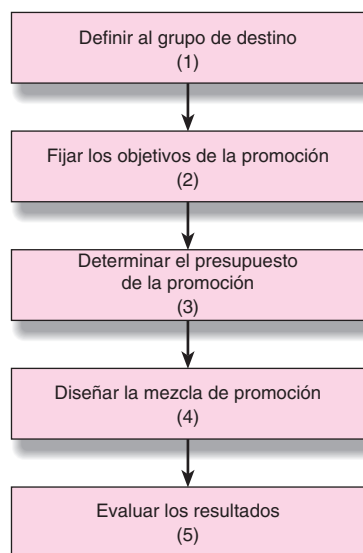 Definir al grupo de destino
(1)
Fijar los objetivos de la promoción
(2)
Determinar el presupuesto
de la promoción
(3)
Diseñar la mezcla de promoción
(4)
Evaluar los resultados
(5)